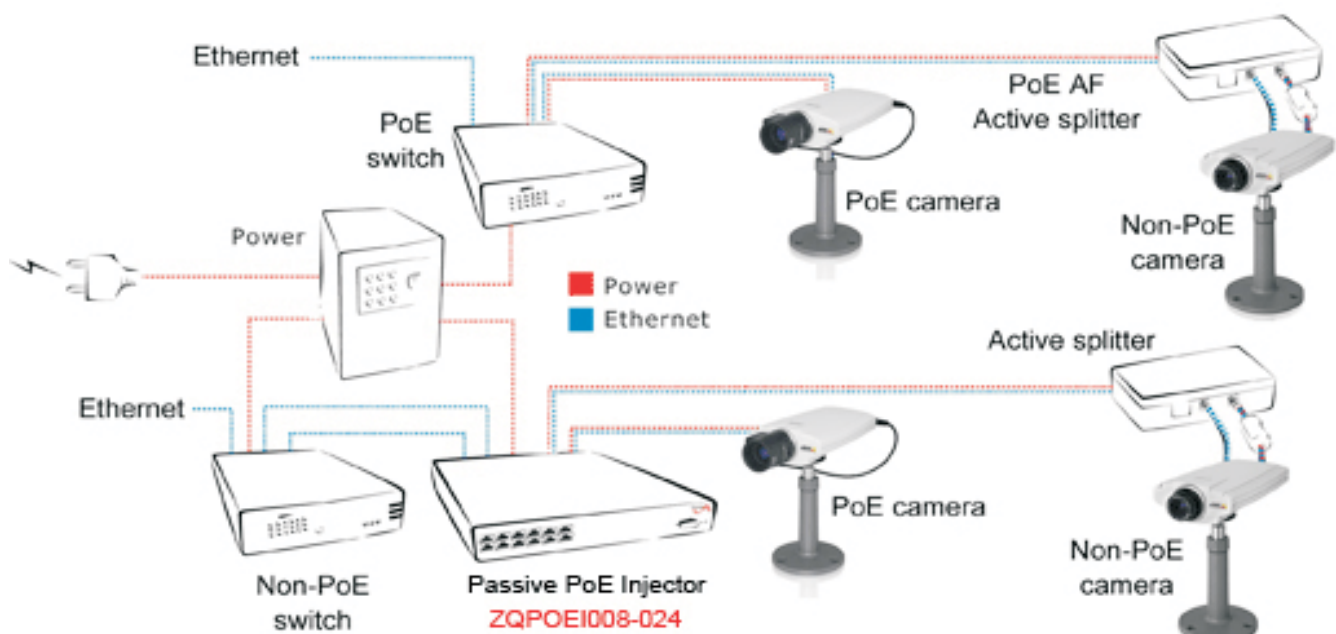 Ethernet
PoE
switch
PoE AF
Active splitter
PoE camera
Non-PoE
camera
Power
Power
Ethernet
Active splitter
Ethernet
PoE camera
Non-PoE
camera
Non-PoE
switch
Passive PoE Injector
ZQPOEI008-024